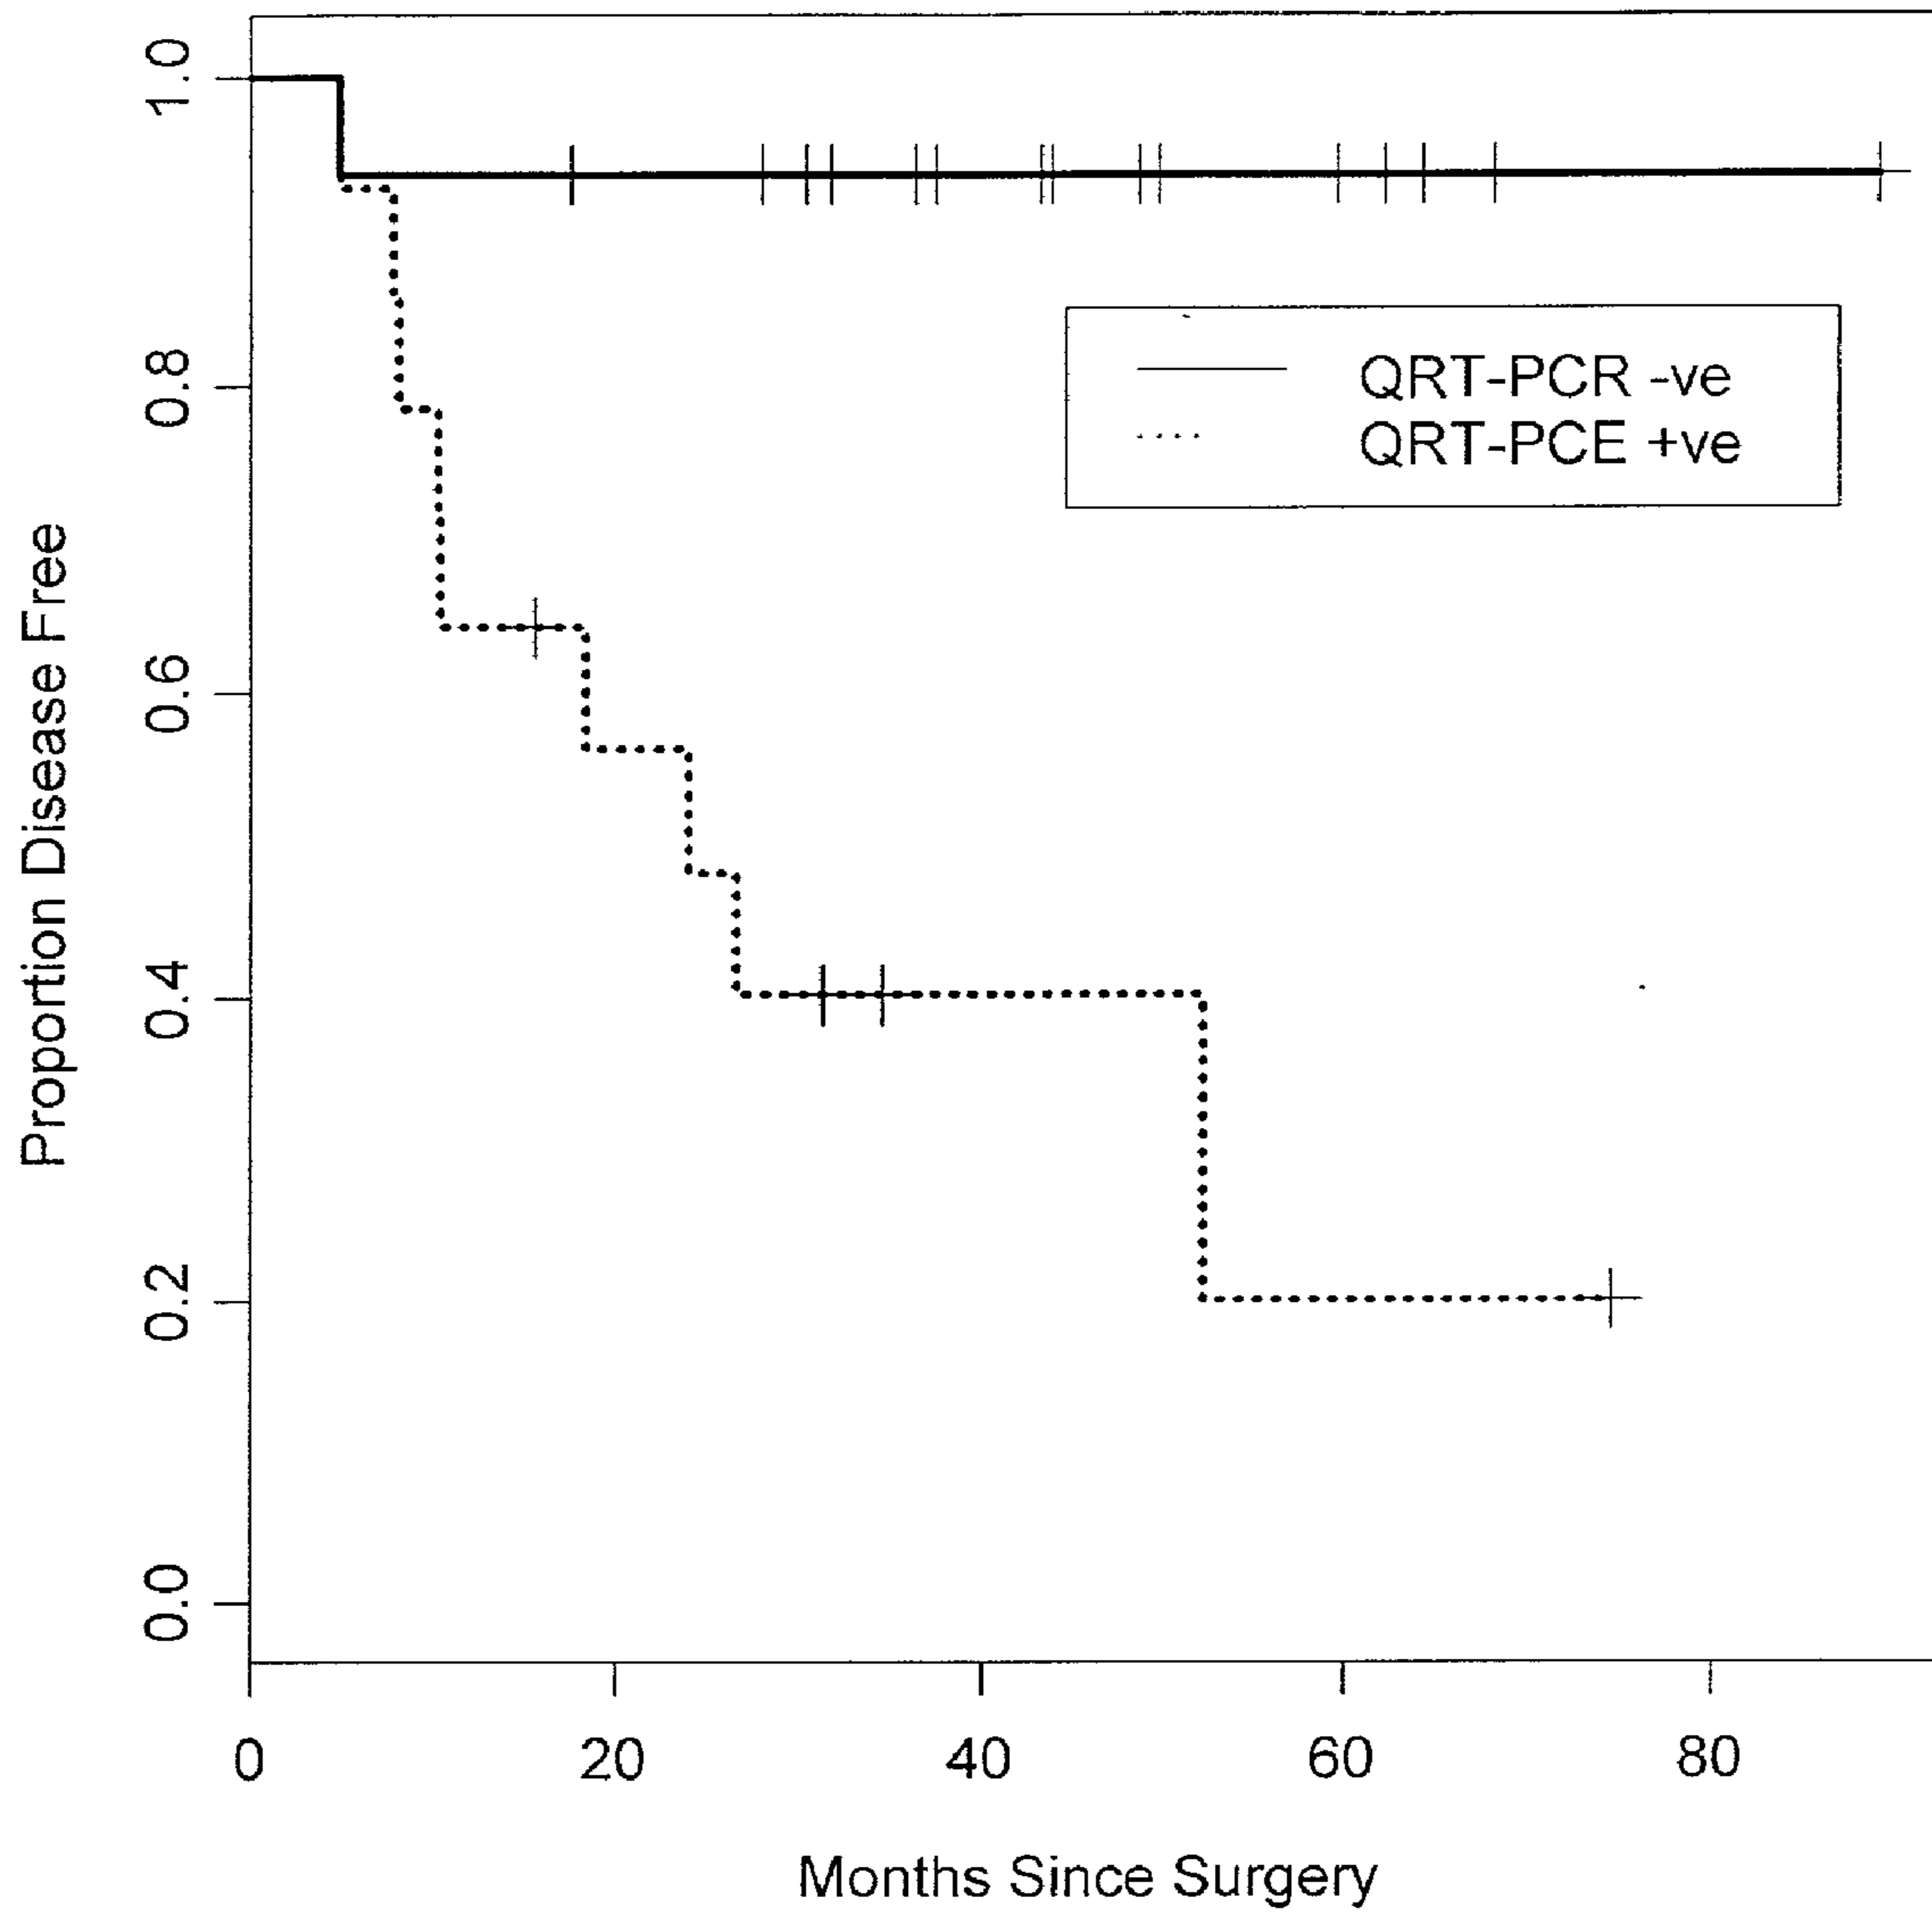 Proportion Disease Free
1.0
0.8
0.6
0.4
0.2
0.0
QRT-PCR -ve
QRT-PCE +ve
0 20 40 60 80
Months Since Surgery